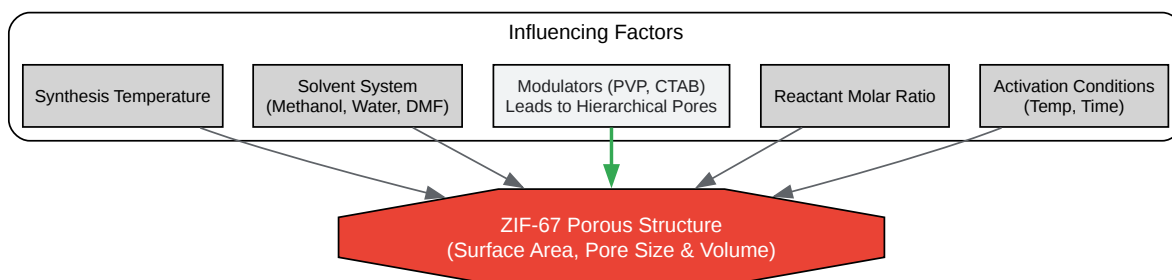 Influencing Factors
Synthesis Temperature
Solvent System
(Methanol, Water, DMF)
Modulators (PVP, CTAB)
Leads to Hierarchical Pores
Reactant Molar Ratio
Activation Conditions
(Temp, Time)
ZIF-67 Porous Structure
(Surface Area, Pore Size & Volume)